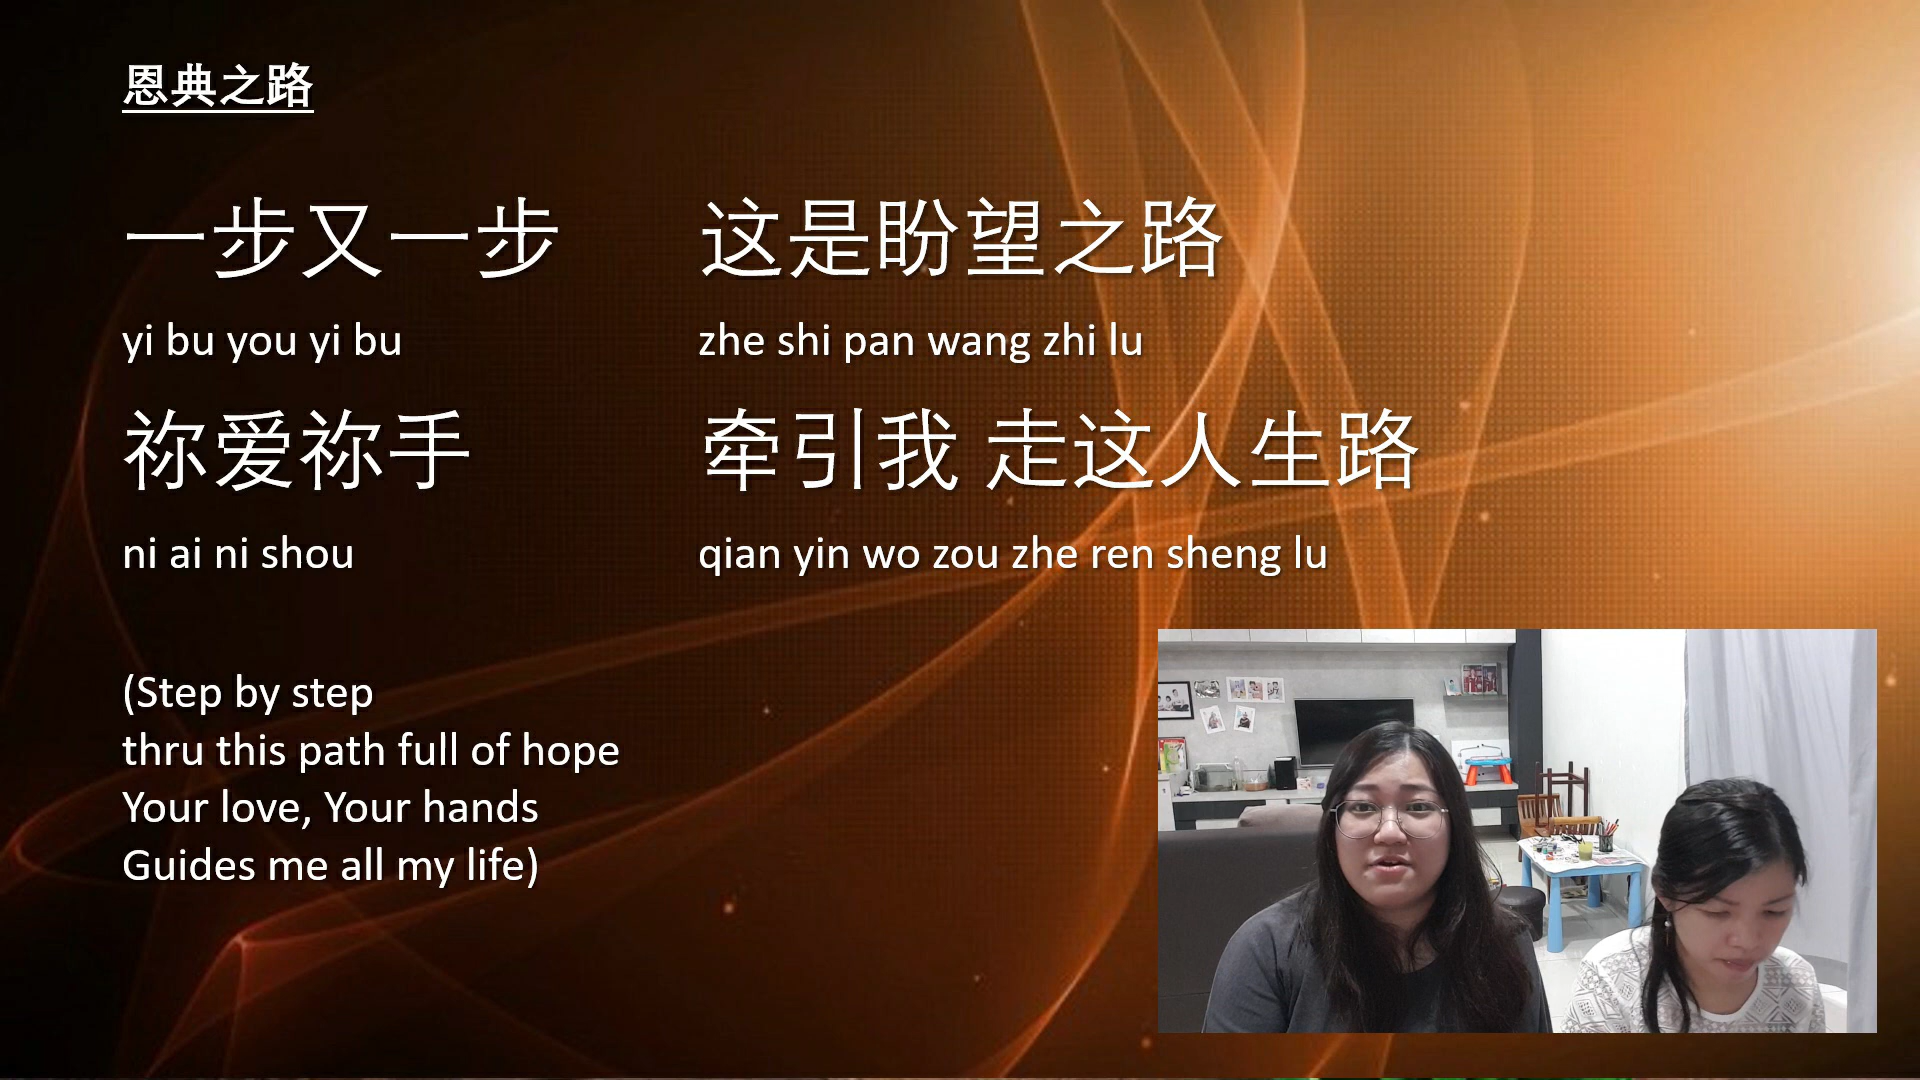 恩典之路
一步又一步 这是盼望之路
yi bu you yi bu zhe shi pan wang zhi lu
祢爱祢手 牵引我 走这人生路
ni ai ni shou qian yin wo zou zhe ren sheng lu
(Step by step
thru this path full of hope
Your love, Your hands
Guides me all my life)